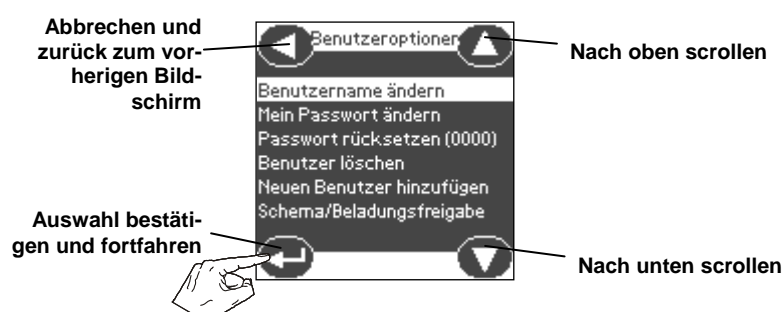 Abbrechen und
zurück zum vor-
herigen Bild-
schirm
Benutzeroptionen
Nach oben scrollen
Benutzername ändern
Mein Passwort ändern
Passwort rücksetzen (0000)
Benutzer löschen
Neuen Benutzer hinzufügen
Schema/Beladungsfreigabe
Auswahl bestäti-
gen und fortfahren
Nach unten scrollen